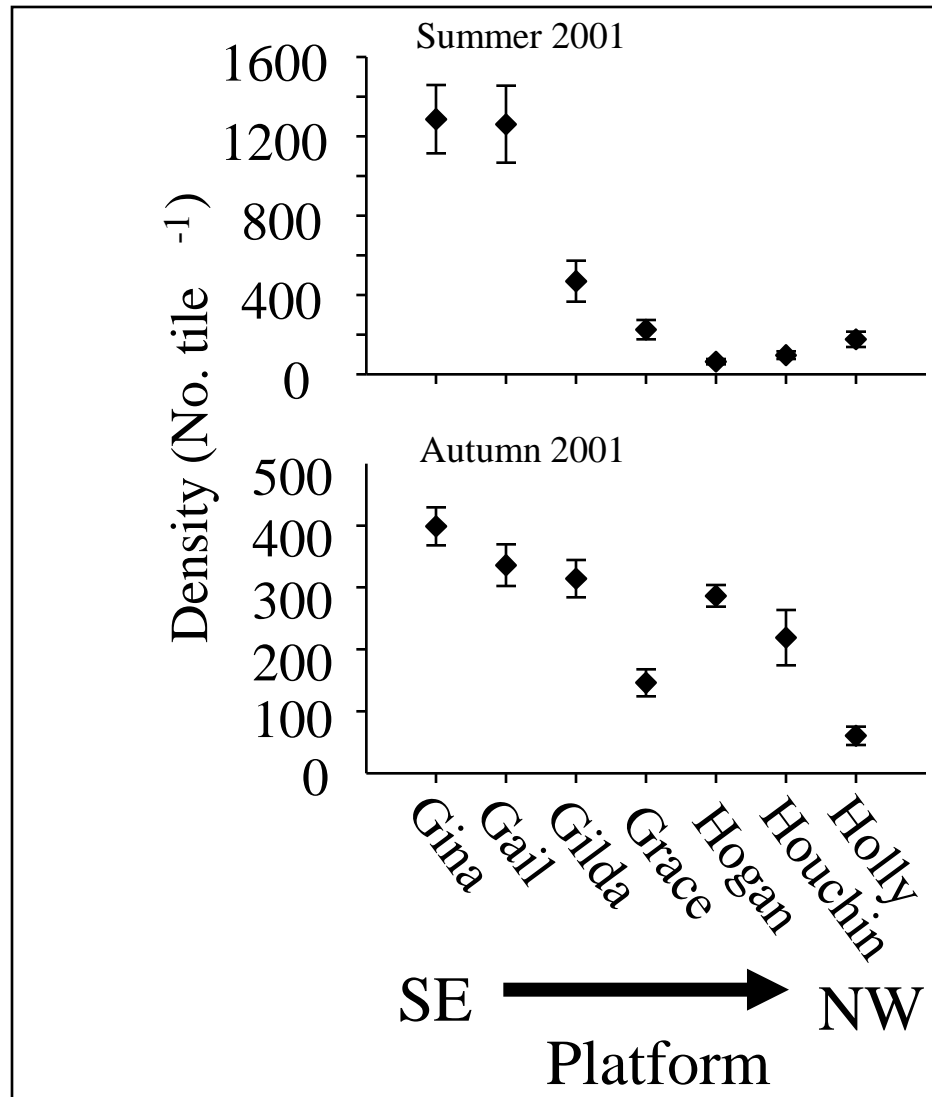 Summer 2001
1600
1200
800
400
0
Density (No. tile -1)
Autumn 2001
500
400
300
200
100
0
Gina
Gail
Gilda
Grace
Hogan
Houchin
Holly
SE
NW
Platform